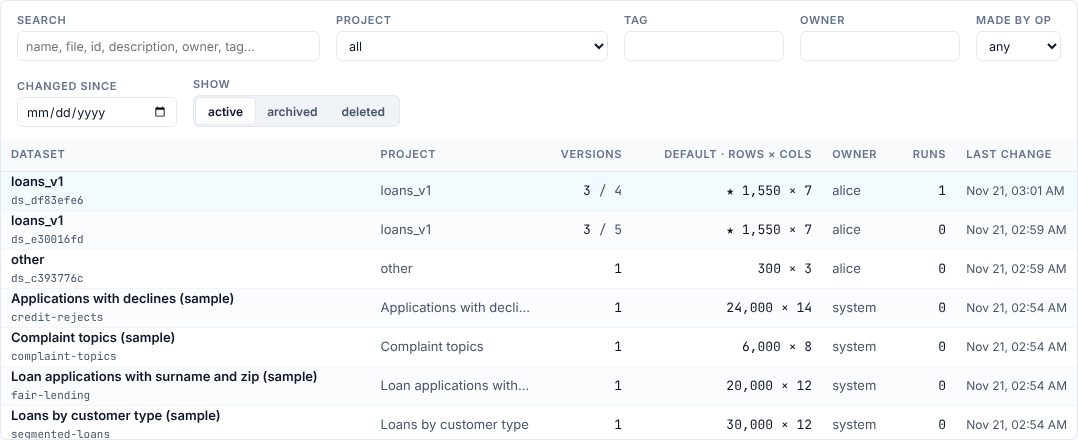 SEARCH PROJECT TAG OWNER MADE BY OP
name, file, id, description, owner, tag... all any
CHANGED SINCE SHOW
mm/dd/yyyy active archived deleted
DATASET PROJECT VERSIONS DEFAULT · ROWS × COLS OWNER RUNS LAST CHANGE
loans_v1
ds_df83efe6 loans_v1 3 / 4 ★ 1,550 × 7 alice 1 Nov 21, 03:01 AM
loans_v1
ds_e30016fd loans_v1 3 / 5 ★ 1,550 × 7 alice 0 Nov 21, 02:59 AM
other
ds_c393776c other 1 300 × 3 alice 0 Nov 21, 02:59 AM
Applications with declines (sample)
credit-rejects Applications with decli... 1 24,000 × 14 system 0 Nov 21, 02:54 AM
Complaint topics (sample)
complaint-topics Complaint topics 1 6,000 × 8 system 0 Nov 21, 02:54 AM
Loan applications with surname and zip (sample)
fair-lending Loan applications with... 1 20,000 × 12 system 0 Nov 21, 02:54 AM
Loans by customer type (sample)
segmented-loans Loans by customer type 1 30,000 × 12 system 0 Nov 21, 02:54 AM